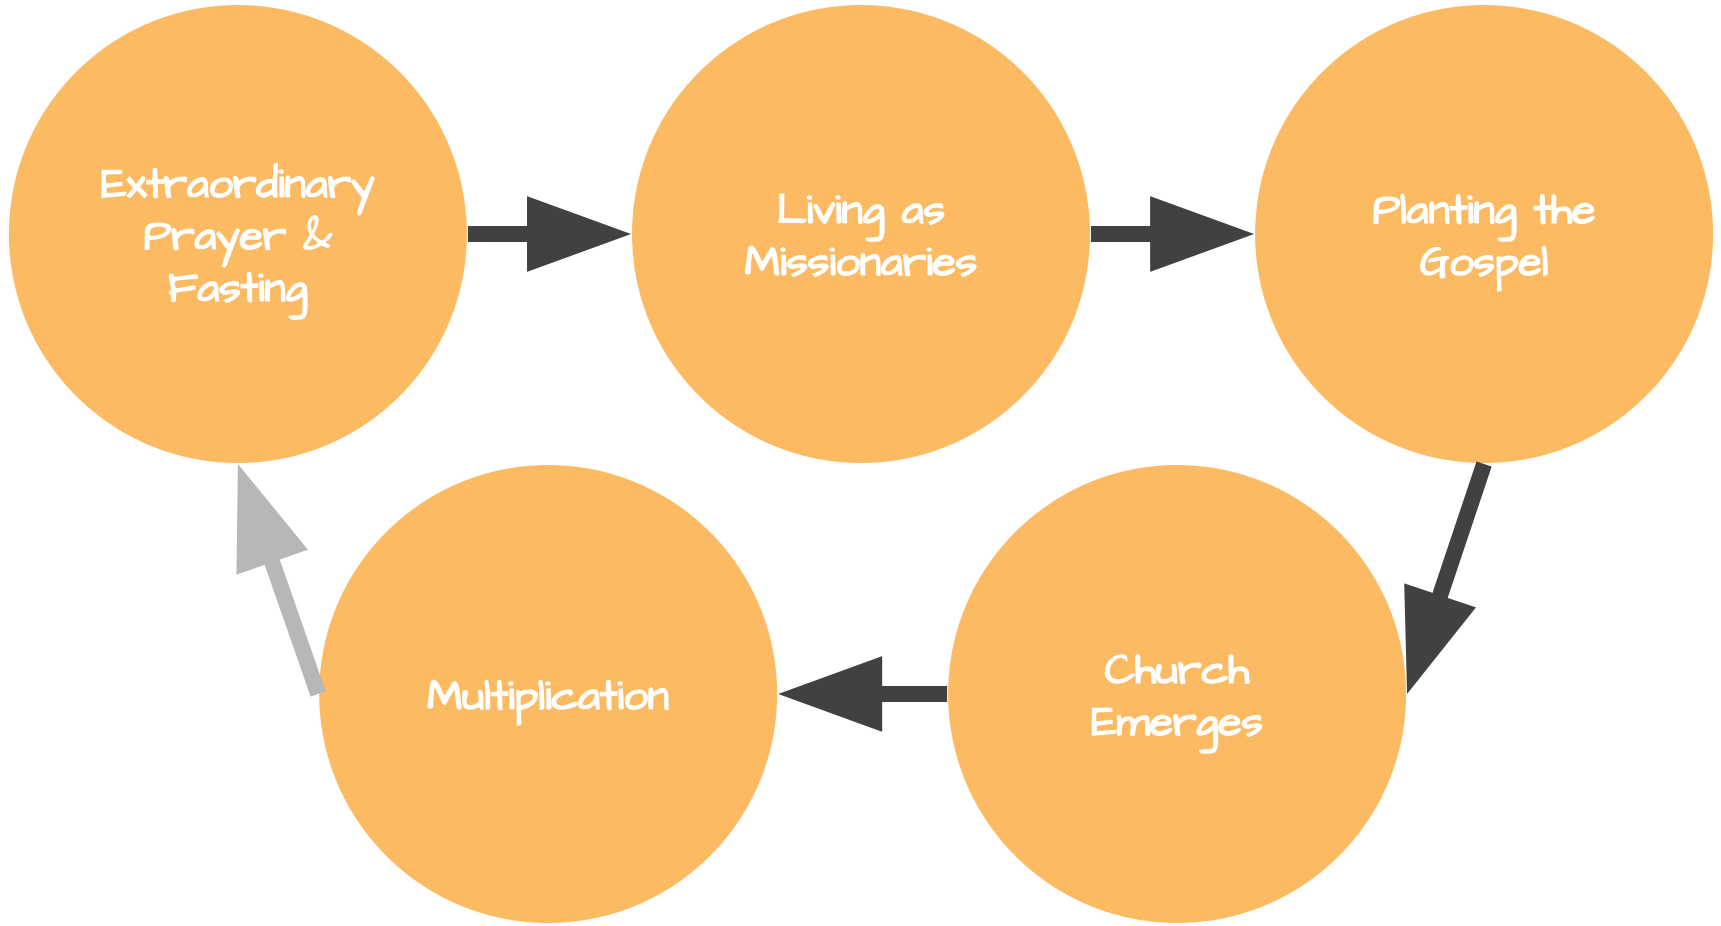 Extraordinary
Prayer &
Fasting
Living as
Missionaries
Planting the
Gospel
Church
Emerges
Multiplication